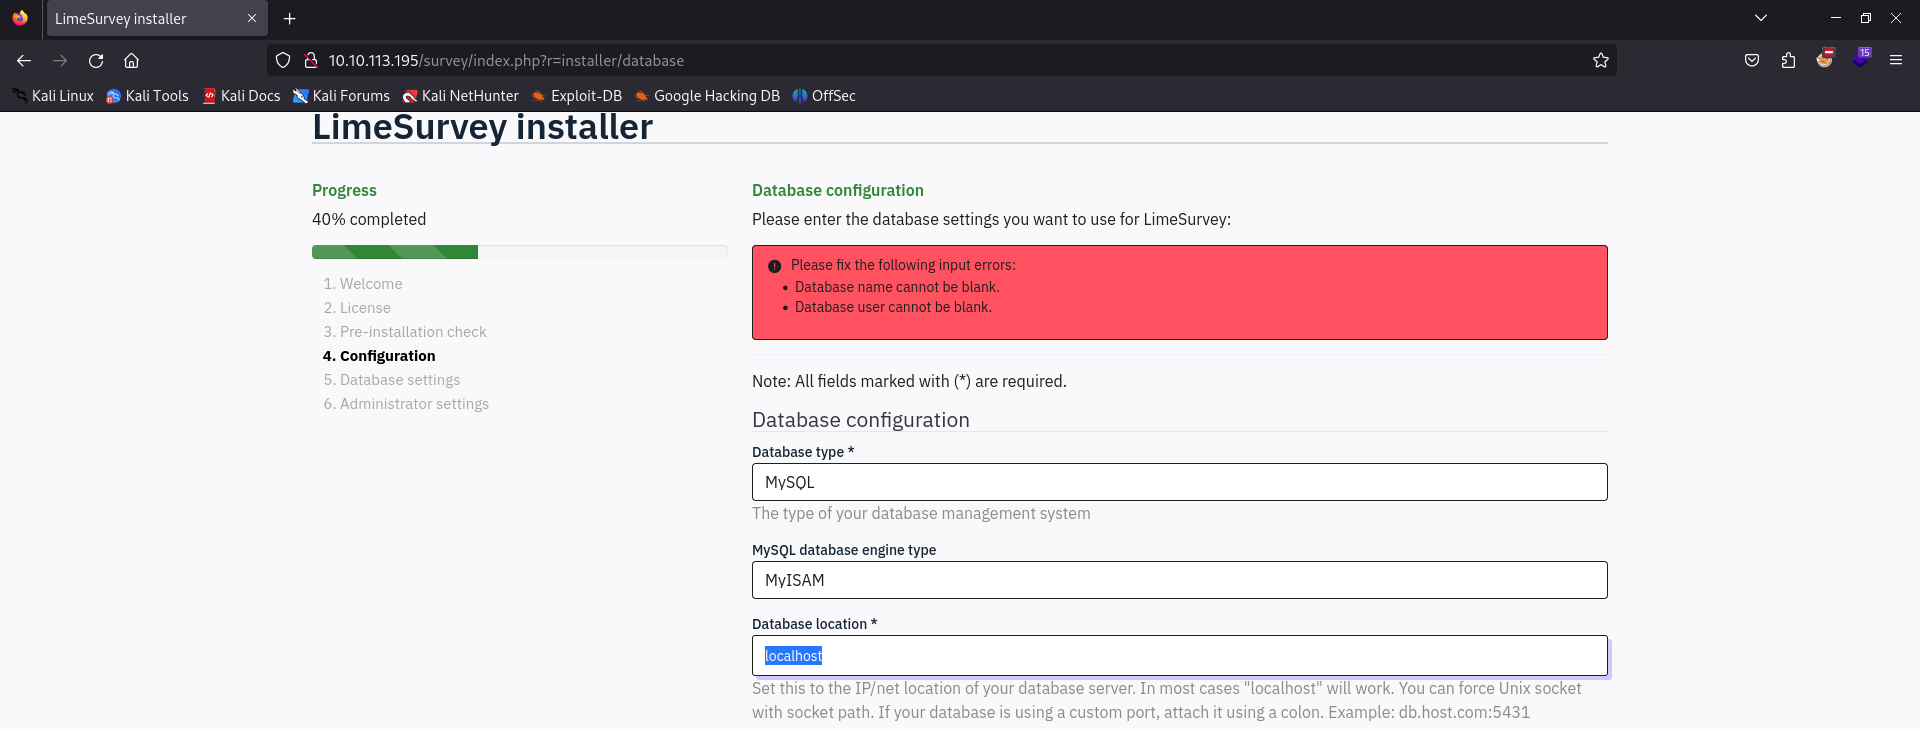 LimeSurvey installer
10.10.113.195/survey/index.php?r=installer/database
15
Kali Linux
Kali Tools
Kali Docs
Kali Forums
Kali NetHunter
Exploit-DB
Google Hacking DB
OffSec
LimeSurvey installer
Progress
40% completed
1. Welcome
2. License
3. Pre-installation check
4. Configuration
5. Database settings
6. Administrator settings
Database configuration
Please enter the database settings you want to use for LimeSurvey:
Please fix the following input errors:
• Database name cannot be blank.
• Database user cannot be blank.
Note: All fields marked with (*) are required.
Database configuration
Database type *
MySQL
The type of your database management system
MySQL database engine type
MyISAM
Database location *
localhost
Set this to the IP/net location of your database server. In most cases "localhost" will work. You can force Unix socket
with socket path. If your database is using a custom port, attach it using a colon. Example: db.host.com:5431